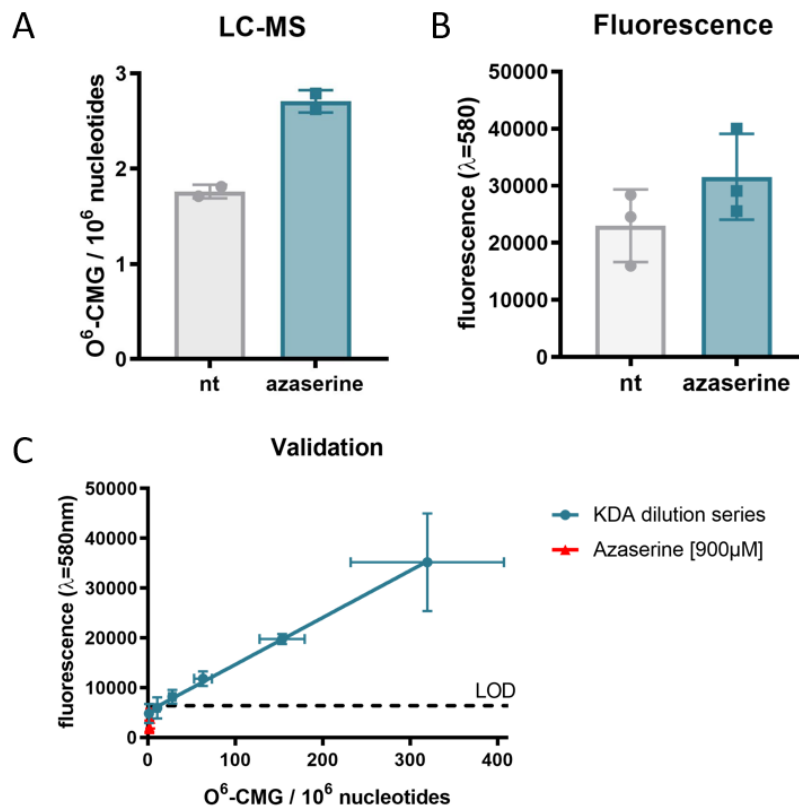 A
LC-MS
O⁶-CMG / 10⁶ nucleotides
3
2
1
0
nt
azaserine
B
Fluorescence
fluorescence (λ=580)
50000
40000
30000
20000
10000
0
nt
azaserine
C
Validation
fluorescence (λ=580nm)
50000
40000
30000
20000
10000
0
LOD
0
100
200
300
400
O⁶-CMG / 10⁶ nucleotides
KDA dilution series
Azaserine [900µM]